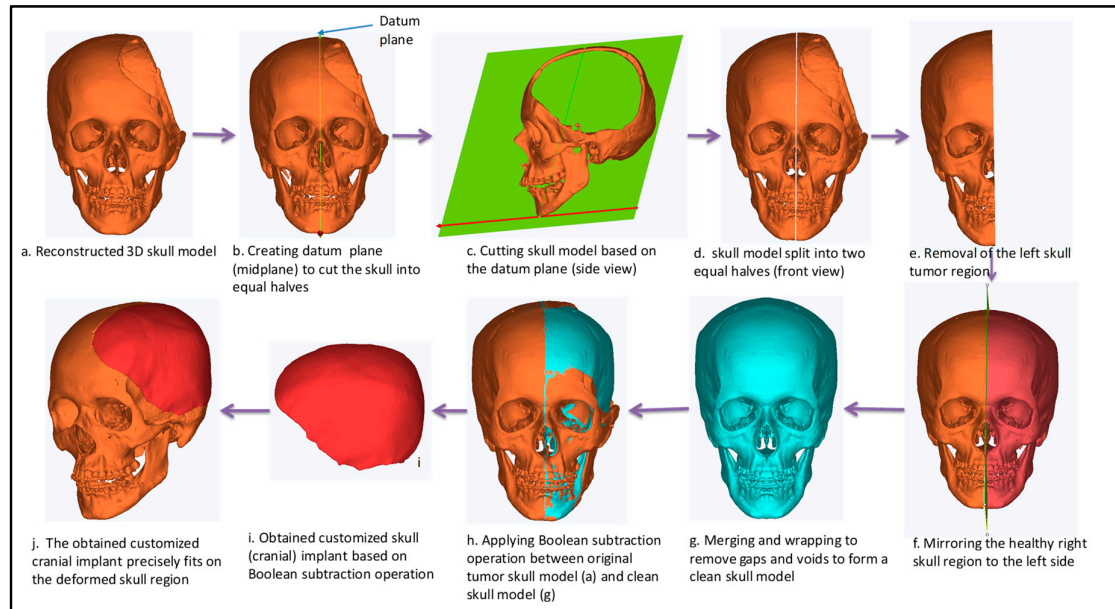 Datum
plane
a. Reconstructed 3D skull model
b. Creating datum plane
(midplane) to cut the skull into
equal halves
c. Cutting skull model based on
the datum plane (side view)
d. skull model split into two
equal halves (front view)
e. Removal of the left skull
tumor region
j. The obtained customized
cranial implant precisely fits on
the deformed skull region
i
i. Obtained customized skull
(cranial) implant based on
Boolean subtraction operation
h. Applying Boolean subtraction
operation between original
tumor skull model (a) and clean
skull model (g)
g. Merging and wrapping to
remove gaps and voids to form a
clean skull model
f. Mirroring the healthy right
skull region to the left side